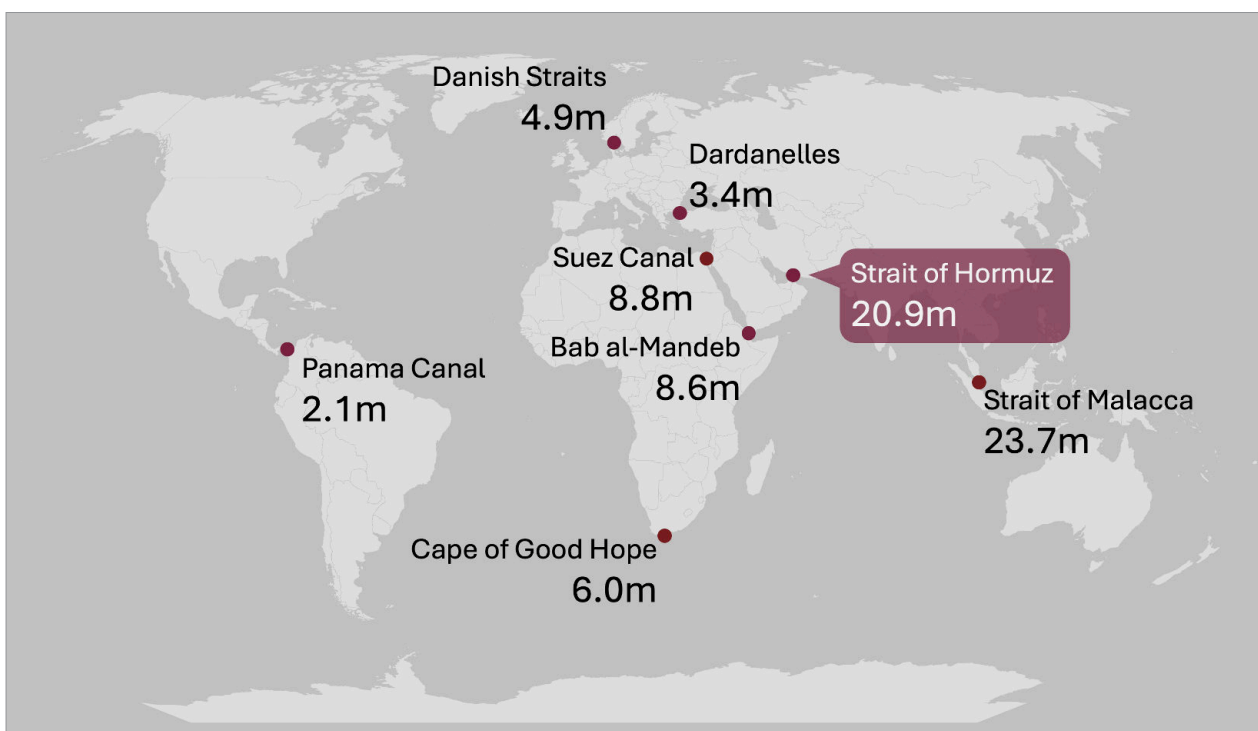 Danish Straits
4.9m
Dardanelles
3.4m
Suez Canal
8.8m
Strait of Hormuz
20.9m
Bab al-Mandeb
8.6m
Panama Canal
2.1m
Strait of Malacca
23.7m
Cape of Good Hope
6.0m